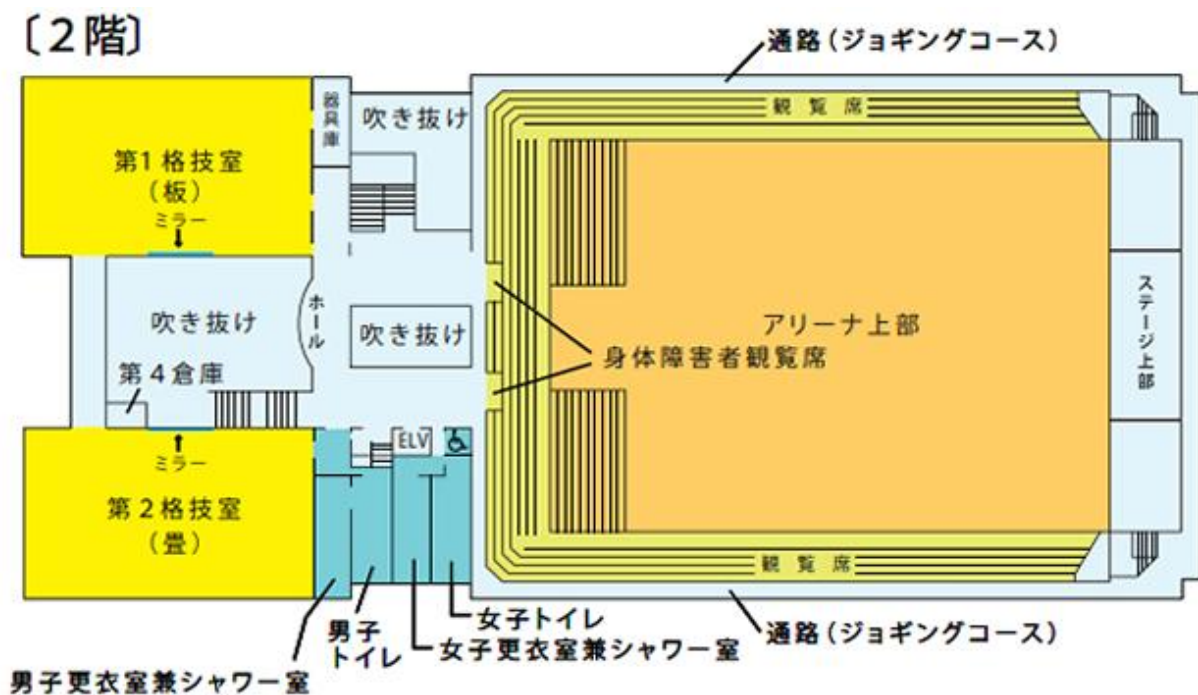 〔２階〕
通路（ジョギングコース）
器具庫
吹き抜け
観覧席
第1格技室
（板）
ミラー
ホール
吹き抜け
吹き抜け
アリーナ上部
ステージ上部
身体障害者観覧席
第４倉庫
ELV
ミラー
第２格技室
（畳）
観覧席
女子トイレ
男子
トイレ
女子更衣室兼シャワー室
通路（ジョギングコース）
男子更衣室兼シャワー室